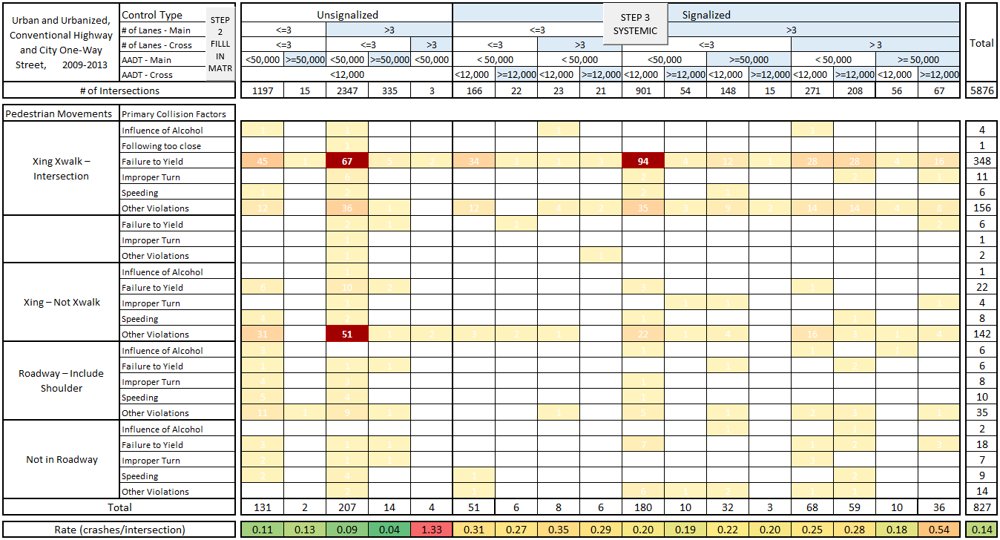 Urban and Urbanized, Conventional Highway and City One-Way Street, 2009-2013
Control Type Unsignalized Signalized Total
STEP 2 FILLL IN MATR
STEP 3 SYSTEMIC
# of Lanes - Main <=3 >3 <=3 >3
# of Lanes - Cross <=3 <=3 >3 <=3 >3 <=3 > 3
AADT - Main <50,000 >=50,000 <50,000 >=50,000 <50,000 < 50,000 < 50,000 <50,000 >=50,000 < 50,000 >= 50,000
AADT - Cross <12,000 <12,000 >=12,000 <12,000 >=12,000 <12,000 >=12,000 <12,000 >=12,000 <12,000 >=12,000 <12,000 >=12,000
# of Intersections 1197 15 2347 335 3 166 22 23 21 901 54 148 15 271 208 56 67 5876
Pedestrian Movements Primary Collision Factors
Xing Xwalk – Intersection
Influence of Alcohol 1 1 1 1 4
Following too close 1 1
Failure to Yield 45 1 67 5 2 34 3 1 3 94 4 12 1 28 28 4 16 348
Improper Turn 6 2 2 1 11
Speeding 1 2 2 1 6
Other Violations 12 36 1 12 4 2 35 3 9 2 14 14 4 8 156
Failure to Yield 2 1 1 2 6
Improper Turn 1 1
Other Violations 1 1 2
Xing – Not Xwalk
Influence of Alcohol 1 1
Failure to Yield 6 10 2 3 1 22
Improper Turn 1 1 1 1 4
Speeding 4 2 1 1 8
Other Violations 31 51 1 2 3 2 1 22 1 4 16 3 1 4 142
Roadway – Include Shoulder
Influence of Alcohol 3 1 1 1 6
Failure to Yield 1 1 1 1 2 6
Improper Turn 4 3 1 8
Speeding 5 4 1 10
Other Violations 11 1 9 1 1 5 1 2 3 1 35
Not in Roadway
Influence of Alcohol 1 1 2
Failure to Yield 3 1 1 7 1 2 3 18
Improper Turn 2 1 1 3 7
Speeding 2 4 1 2 9
Other Violations 2 1 6 1 2 1 1 14
Total 131 2 207 14 4 51 6 8 6 180 10 32 3 68 59 10 36 827
Rate (crashes/intersection) 0.11 0.13 0.09 0.04 1.33 0.31 0.27 0.35 0.29 0.20 0.19 0.22 0.20 0.25 0.28 0.18 0.54 0.14